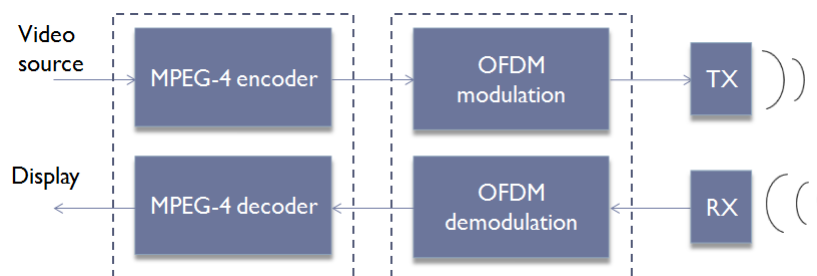 Video
source
MPEG-4 encoder
OFDM
modulation
TX
Display
MPEG-4 decoder
OFDM
demodulation
RX